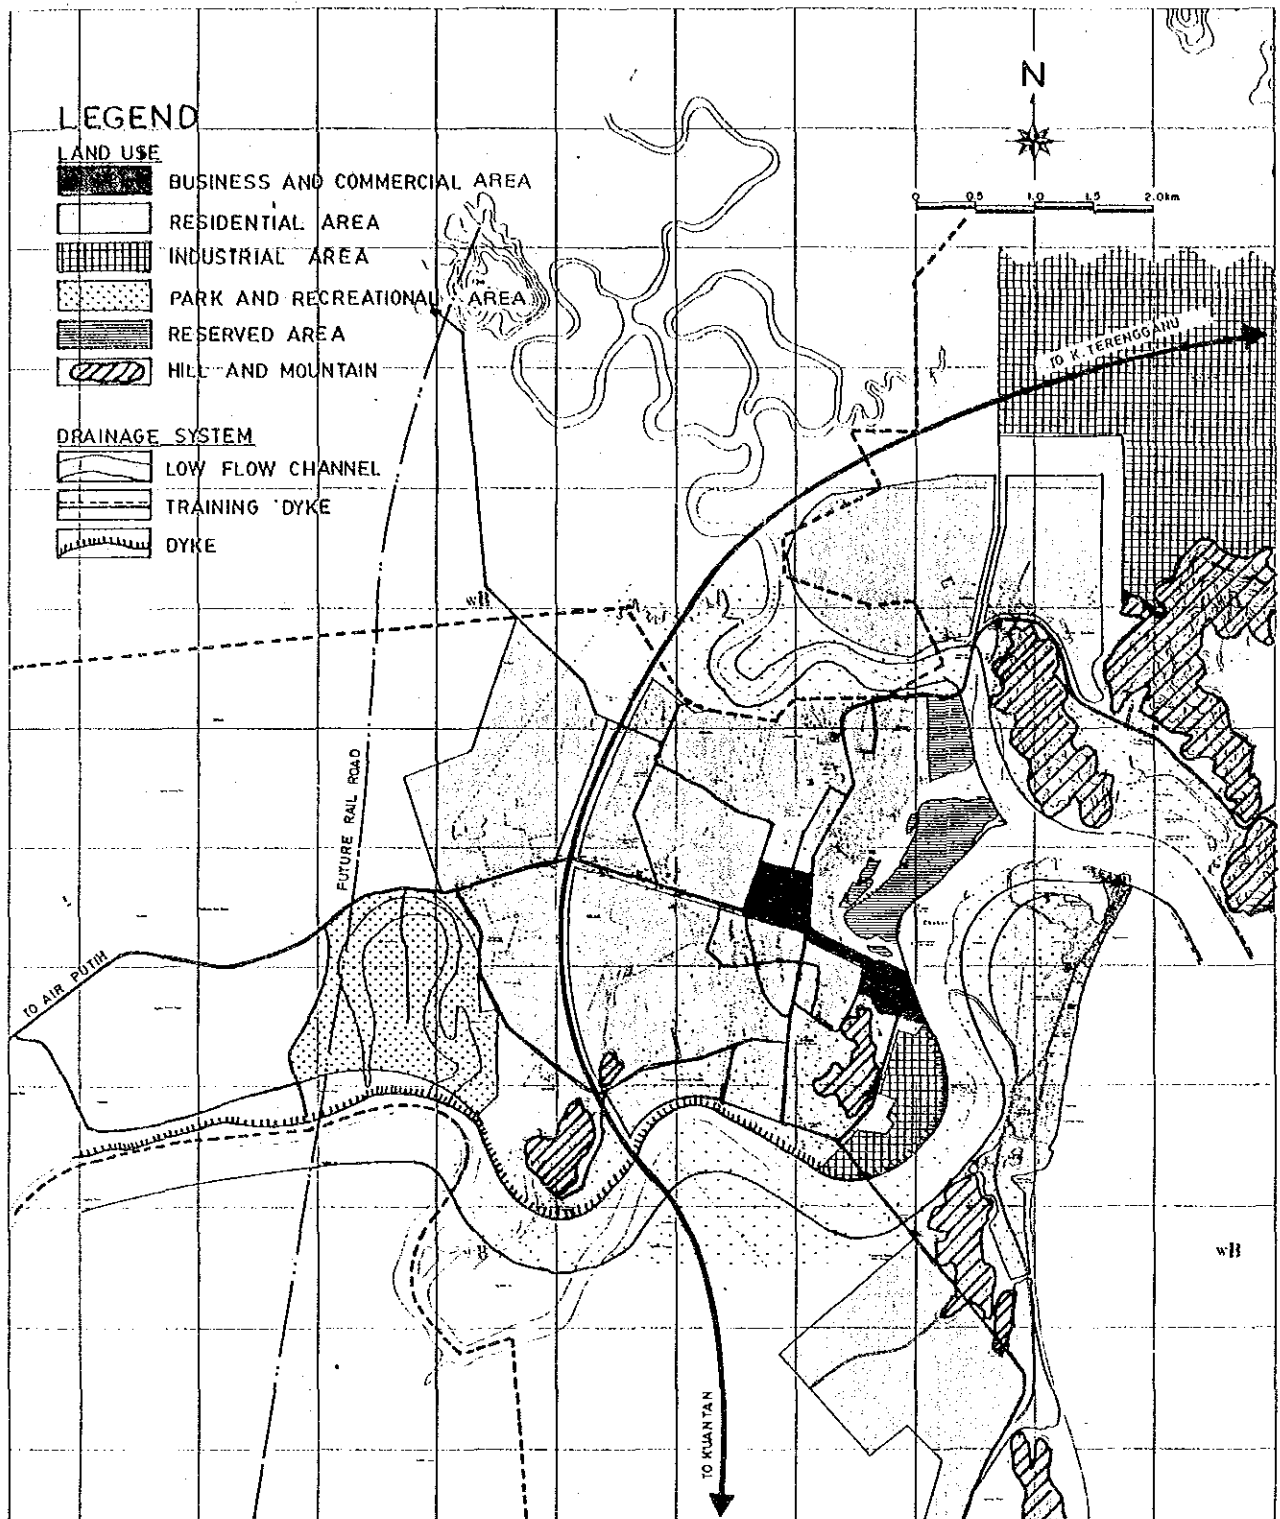 LEGEND
LAND USE
BUSINESS AND COMMERCIAL AREA
RESIDENTIAL AREA
INDUSTRIAL AREA
PARK AND RECREATIONAL AREA
RESERVED AREA
HILL AND MOUNTAIN
DRAINAGE SYSTEM
LOW FLOW CHANNEL
TRAINING DYKE
DYKE
N
0 0.5 1.0 1.5 2.0km
TO K. TERENGGANU
wB
FUTURE RAIL ROAD
TO AIR PUTIH
wB
wB
TO KUANTAN